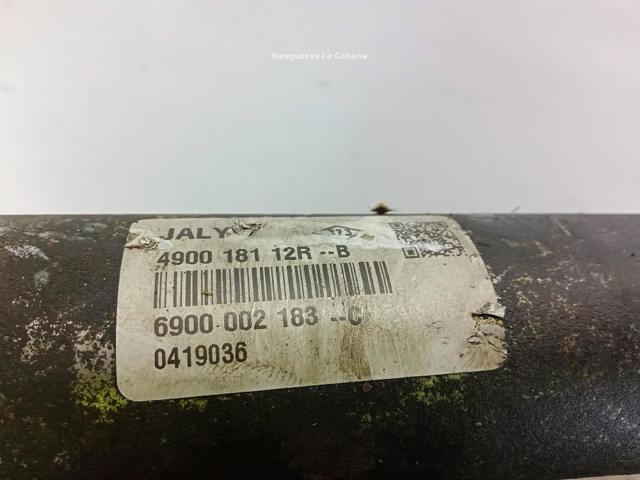 Desguaces La Cabaña
JALY
4900 181 12R --B
6900 002 183 --C
0419036